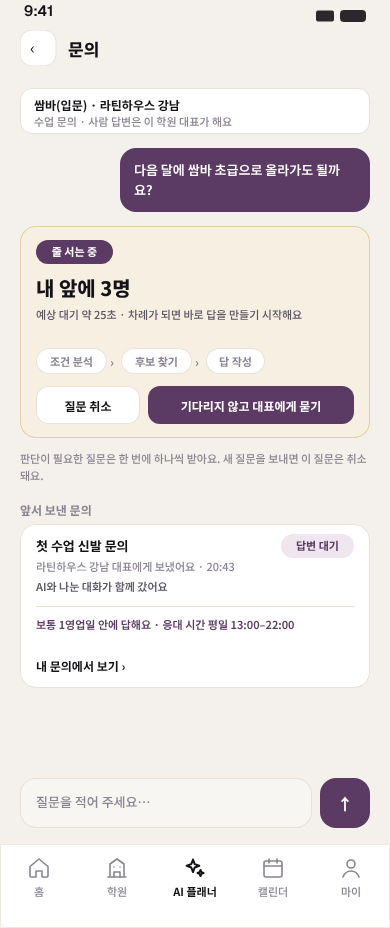 9:41
‹
문의
쌈바(입문) · 라틴하우스 강남
수업 문의 · 사람 답변은 이 학원 대표가 해요
다음 달에 쌈바 초급으로 올라가도 될까
요?
줄 서는 중
내 앞에 3명
예상 대기 약 25초 · 차례가 되면 바로 답을 만들기 시작해요
조건 분석 › 후보 찾기 › 답 작성
질문 취소
기다리지 않고 대표에게 묻기
판단이 필요한 질문은 한 번에 하나씩 받아요. 새 질문을 보내면 이 질문은 취소
돼요.
앞서 보낸 문의
첫 수업 신발 문의
답변 대기
라틴하우스 강남 대표에게 보냈어요 · 20:43
AI와 나눈 대화가 함께 갔어요
보통 1영업일 안에 답해요 · 응대 시간 평일 13:00–22:00
내 문의에서 보기 ›
질문을 적어 주세요…
↑
홈
학원
AI 플래너
캘린더
마이